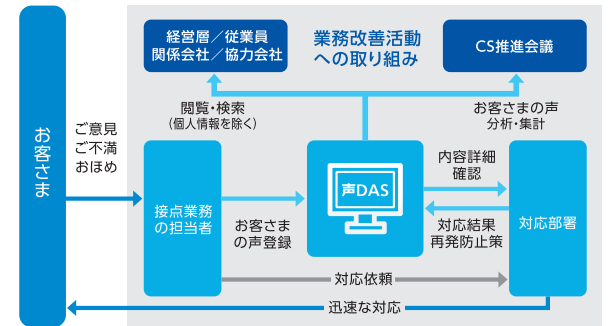 経営層／従業員
関係会社／協力会社
業務改善活動
への取り組み
CS推進会議
閲覧・検索
（個人情報を除く）
お客さまの声
分析・集計
お客さま
ご意見
ご不満
おほめ
接点業務
の担当者
お客さま
の声登録
声DAS
内容詳細
確認
対応結果
再発防止策
対応部署
対応依頼
迅速な対応